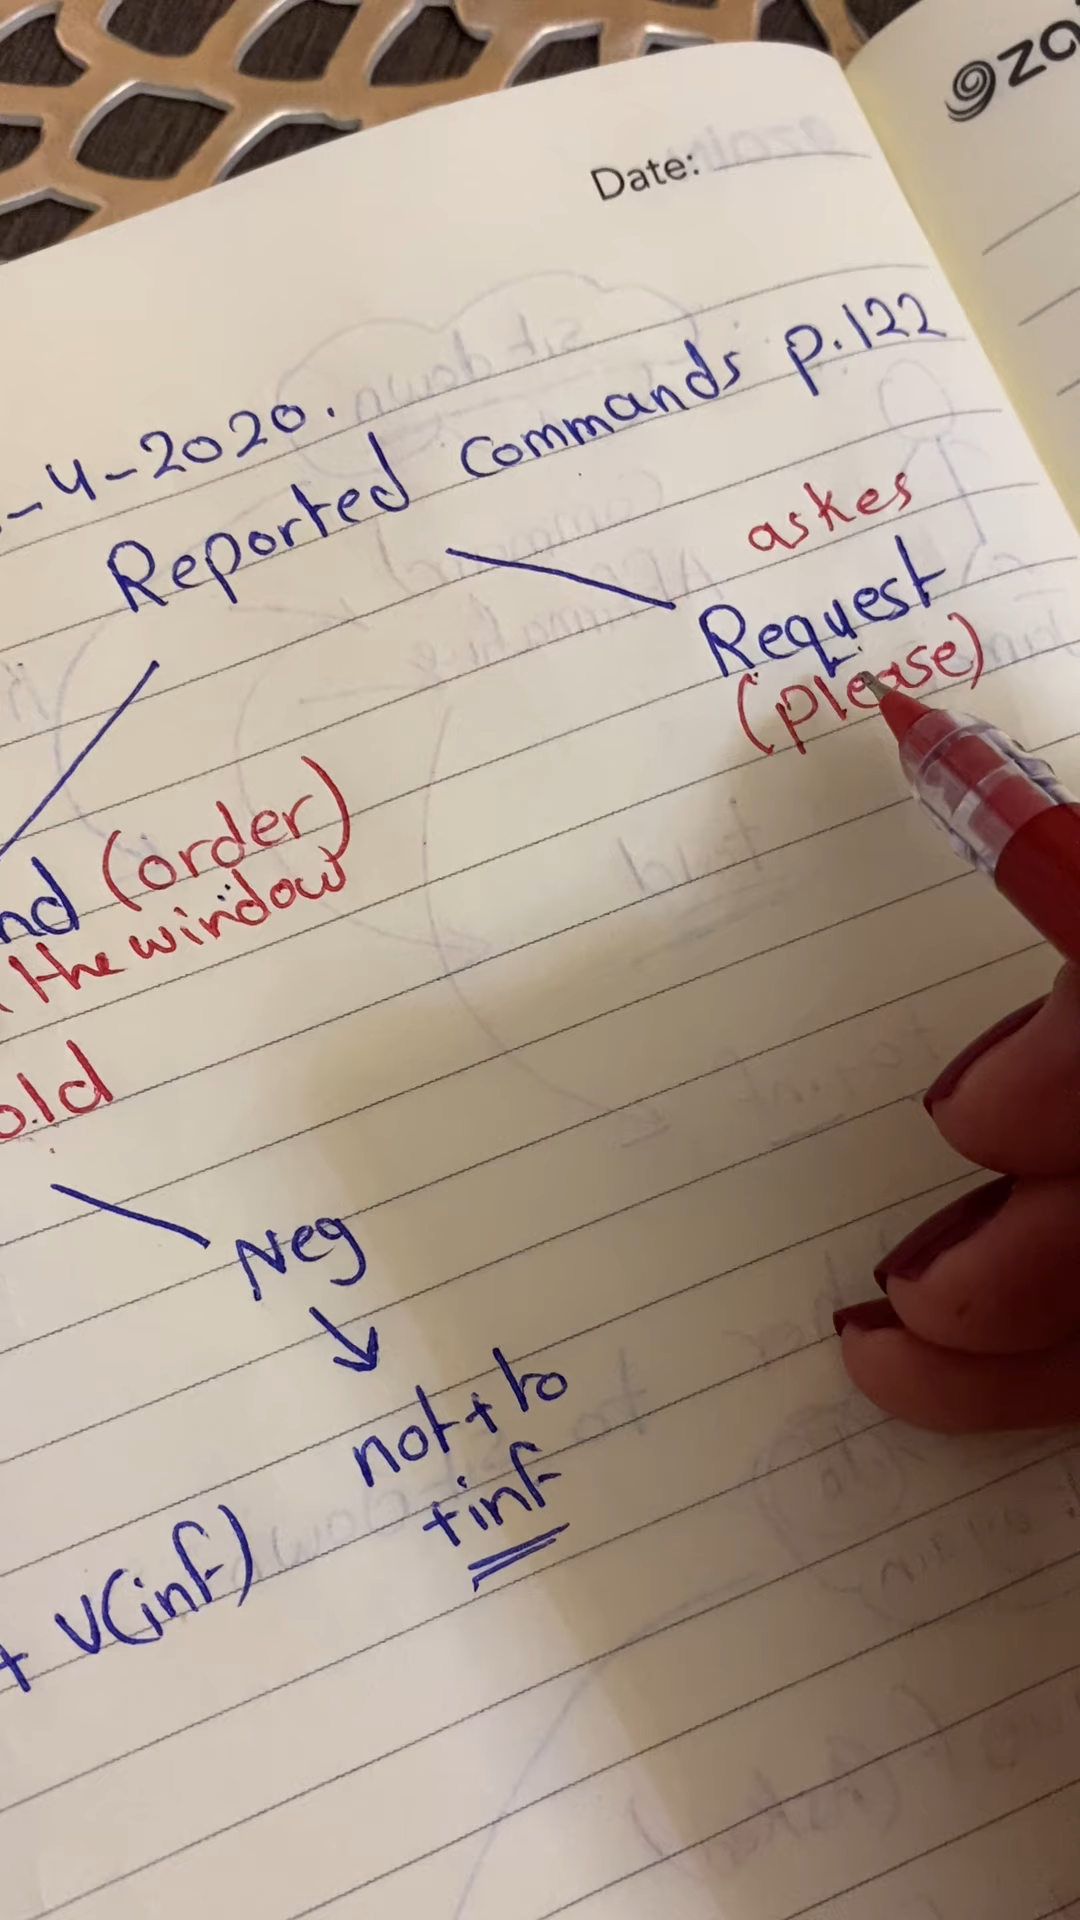 Date:
-4-2020.
Reported Commands p.122
askes
Request
(please)
nd (order)
the window
old
Neg
not + to
+ inf
+ v(inf)